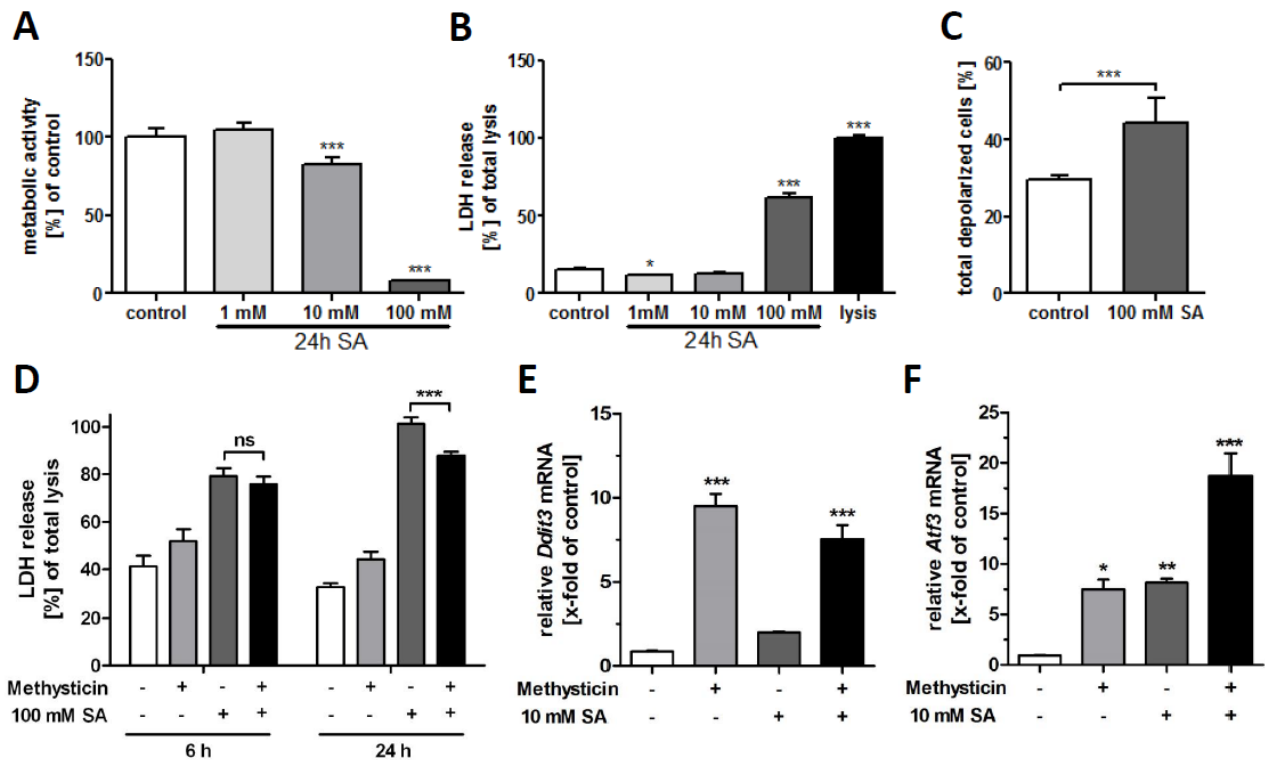 A
metabolic activity
[%] of control
150
100
50
0
control
1 mM
10 mM
100 mM
***
***
24h SA
B
LDH release
[% ] of total lysis
150
100
50
0
control
1mM
10 mM
100 mM
lysis
*
***
***
24h SA
C
total depolarized cells [%]
60
40
20
0
***
control
100 mM SA
D
LDH release
[%] of total lysis
100
80
60
40
20
0
ns
***
Methysticin - + - + - + - +
100 mM SA - - + + - - + +
6 h 24 h
E
relative Ddit3 mRNA
[x-fold of control]
15
10
5
0
***
***
Methysticin - + - +
10 mM SA - - + +
F
relative Atf3 mRNA
[x-fold of control]
25
20
15
10
5
0
*
**
***
Methysticin - + - +
10 mM SA - - + +